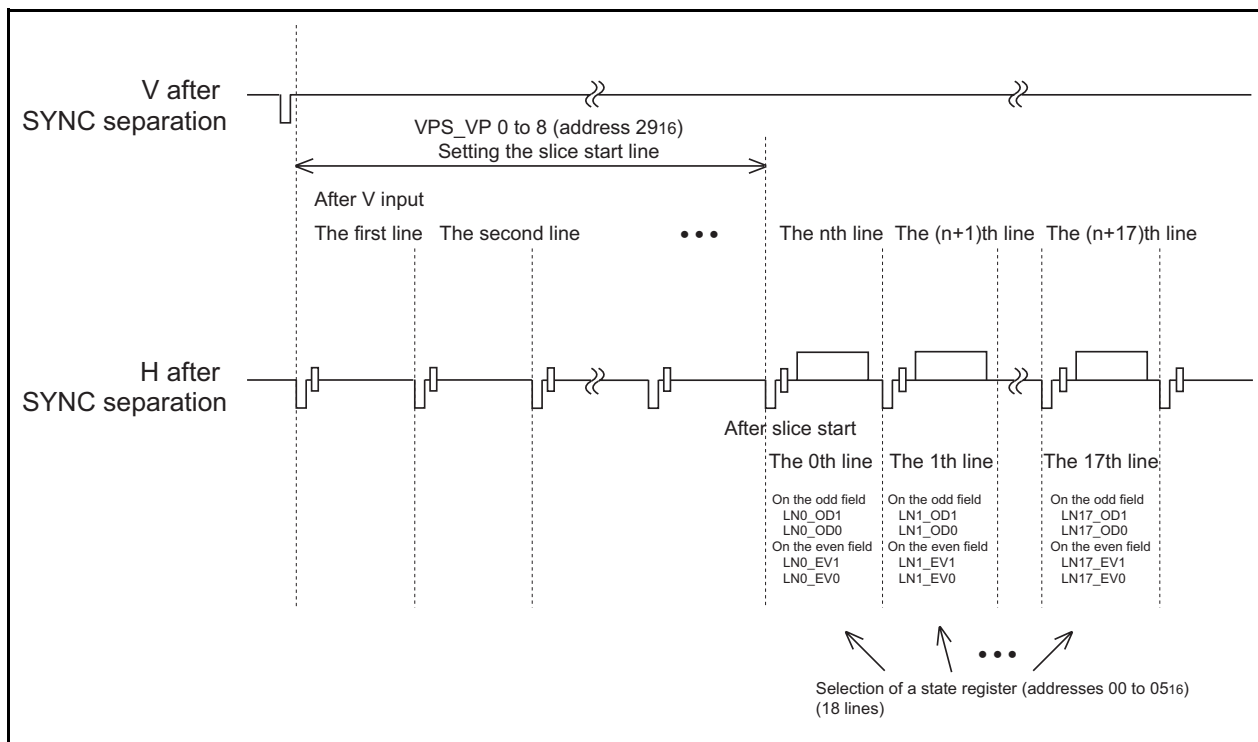 V after
SYNC separation
VPS_VP 0 to 8 (address 2916)
Setting the slice start line
After V input
The first line
The second line
•••
The nth line
The (n+1)th line
The (n+17)th line
H after
SYNC separation
After slice start
The 0th line
The 1th line
The 17th line
On the odd field
LN0_OD1
LN0_OD0
On the even field
LN0_EV1
LN0_EV0
On the odd field
LN1_OD1
LN1_OD0
On the even field
LN1_EV1
LN1_EV0
On the odd field
LN17_OD1
LN17_OD0
On the even field
LN17_EV1
LN17_EV0
•••
Selection of a state register (addresses 00 to 0516)
(18 lines)